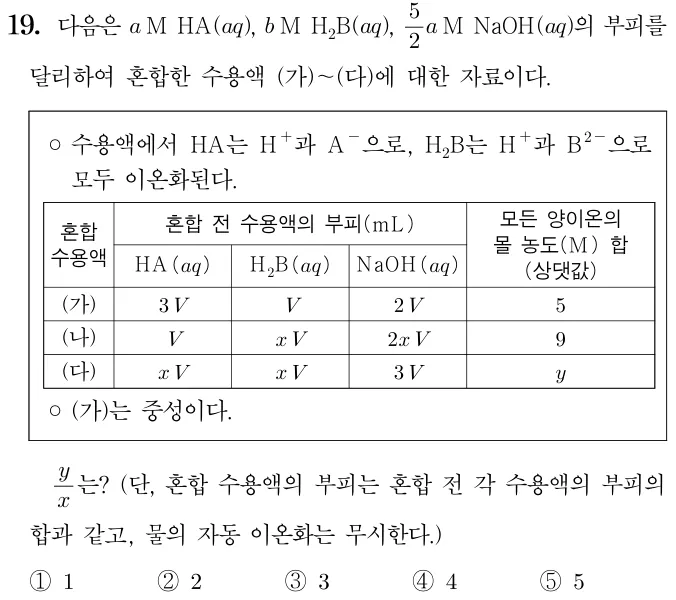 19. 다음은 a M HA(aq), b M H₂B(aq), 5/2 a M NaOH(aq)의 부피를
달리하여 혼합한 수용액 (가)~(다)에 대한 자료이다.
○ 수용액에서 HA는 H⁺과 A⁻으로, H₂B는 H⁺과 B²⁻으로
모두 이온화된다.
혼합 수용액 | 혼합 전 수용액의 부피(mL) | 모든 양이온의 몰 농도(M) 합 (상댓값)
HA(aq) | H₂B(aq) | NaOH(aq)
(가) | 3V | V | 2V | 5
(나) | V | xV | 2xV | 9
(다) | xV | xV | 3V | y
○ (가)는 중성이다.
y/x는? (단, 혼합 수용액의 부피는 혼합 전 각 수용액의 부피의
합과 같고, 물의 자동 이온화는 무시한다.)
① 1 ② 2 ③ 3 ④ 4 ⑤ 5